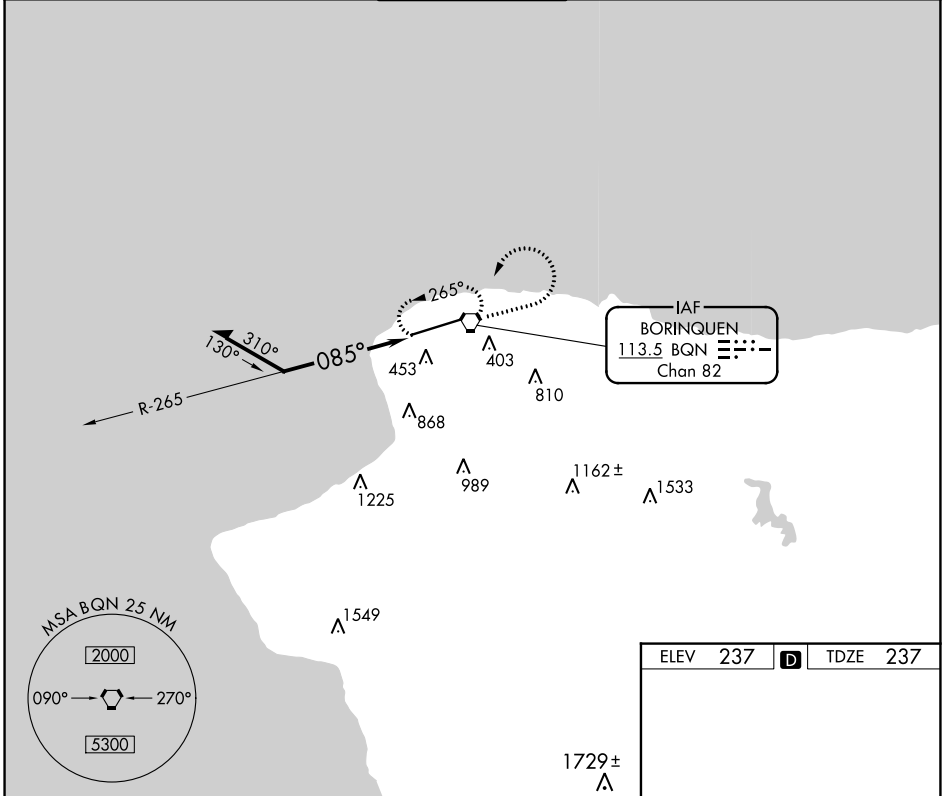 265°
IAF
BORINQUEN
113.5 BQN
Chan 82
310°
130°
085°
453
403
810
R-265
868
989
1162±
1533
1225
MSA BQN 25 NM
1549
2000
ELEV 237 D TDZE 237
090° 270°
5300
1729±